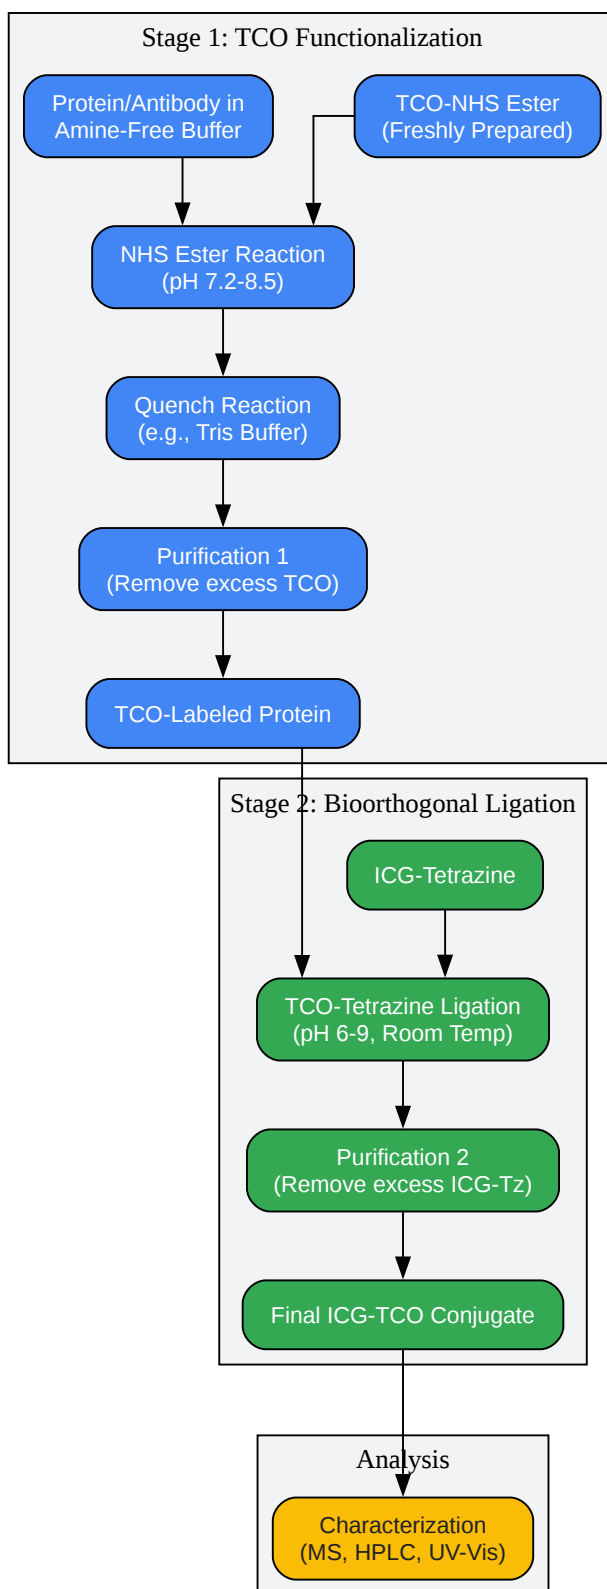 Stage 1: TCO Functionalization
Protein/Antibody in
Amine-Free Buffer
TCO-NHS Ester
(Freshly Prepared)
NHS Ester Reaction
(pH 7.2-8.5)
Quench Reaction
(e.g., Tris Buffer)
Purification 1
(Remove excess TCO)
TCO-Labeled Protein
Stage 2: Bioorthogonal Ligation
ICG-Tetrazine
TCO-Tetrazine Ligation
(pH 6-9, Room Temp)
Purification 2
(Remove excess ICG-Tz)
Final ICG-TCO Conjugate
Analysis
Characterization
(MS, HPLC, UV-Vis)